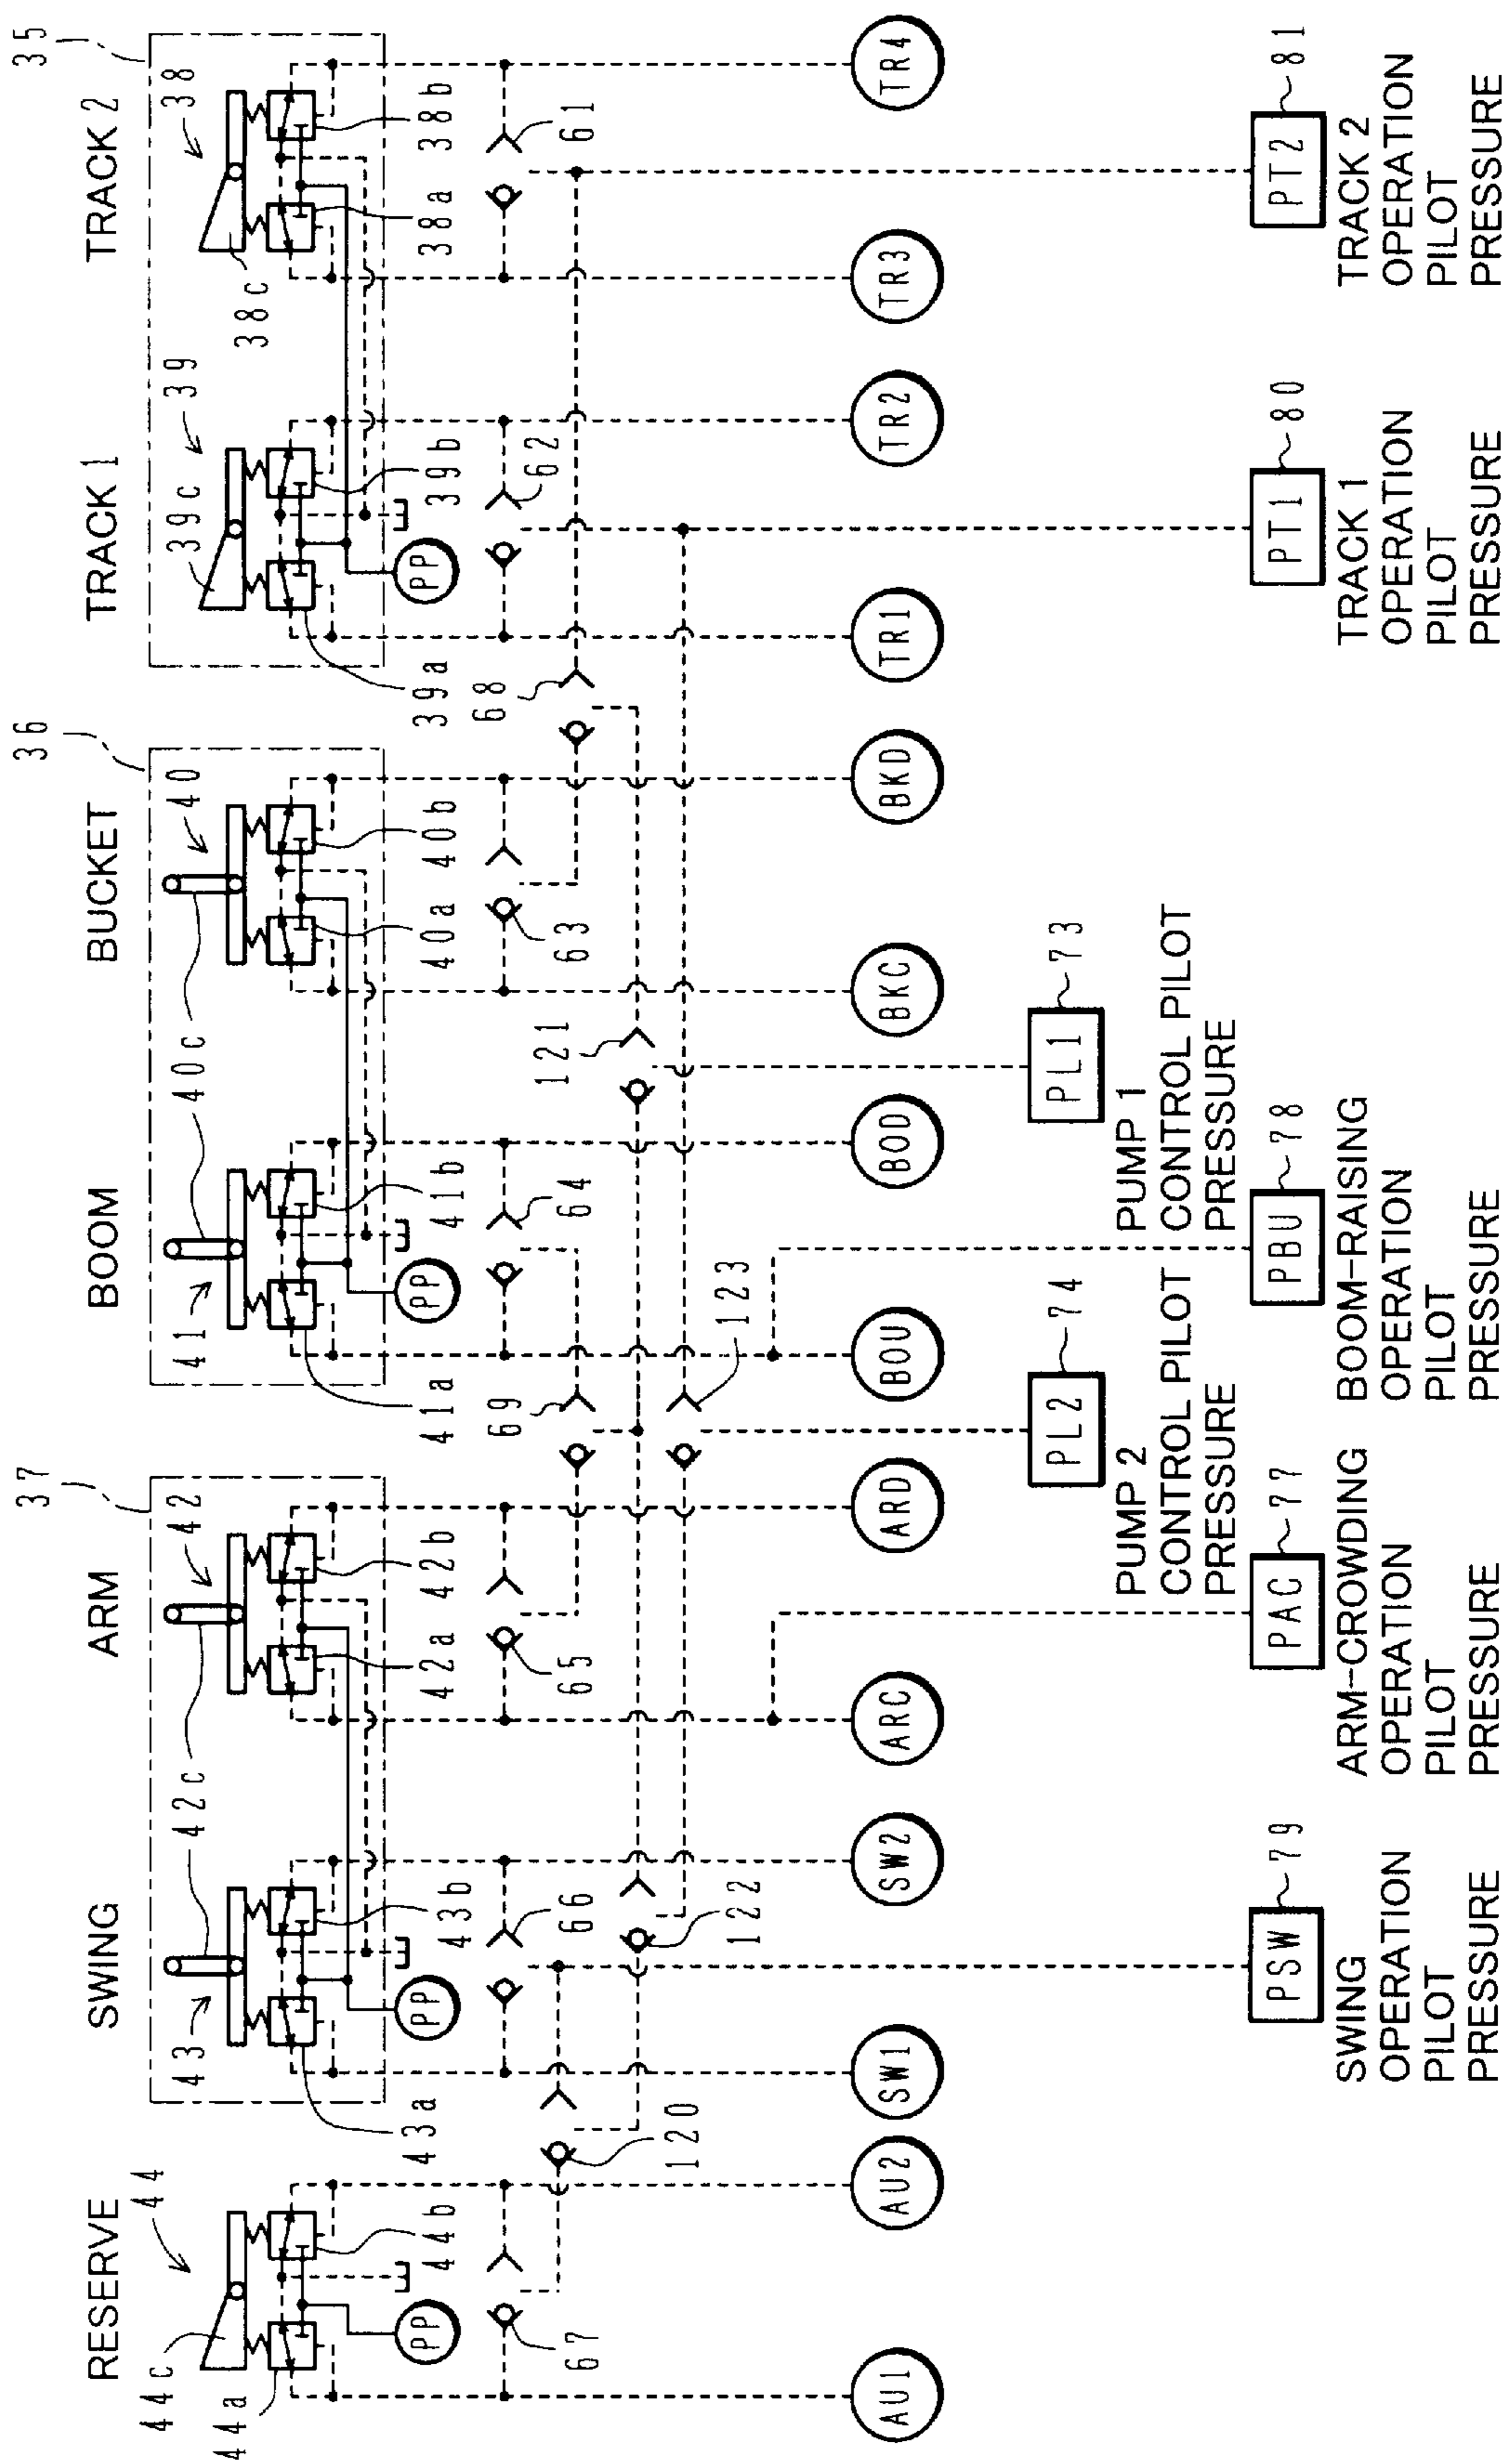 RESERVE
SWING
ARM
BOOM
BUCKET
TRACK 1
TRACK 2
37
36
35
44
44c
44a
44b
43
42c
42
43a
43b
42a
42b
41
40c
40
41a
41b
40a
40b
39c
39
38c
38
39a
39b
38a
38b
PP
PP
PP
PP
67
66
65
64
63
62
61
120
69
68
122
121
123
AU1
AU2
SW1
SW2
ARC
ARD
BOU
BOD
BKC
BKD
TR1
TR2
TR3
TR4
PL2
74
PUMP 2
CONTROL PILOT
PRESSURE
PL1
73
PUMP 1
CONTROL PILOT
PRESSURE
PSW
79
SWING
OPERATION
PILOT
PRESSURE
PAC
77
ARM-CROWDING
OPERATION
PILOT
PRESSURE
PBU
78
BOOM-RAISING
OPERATION
PILOT
PRESSURE
PT1
80
TRACK 1
OPERATION
PILOT
PRESSURE
PT2
81
TRACK 2
OPERATION
PILOT
PRESSURE